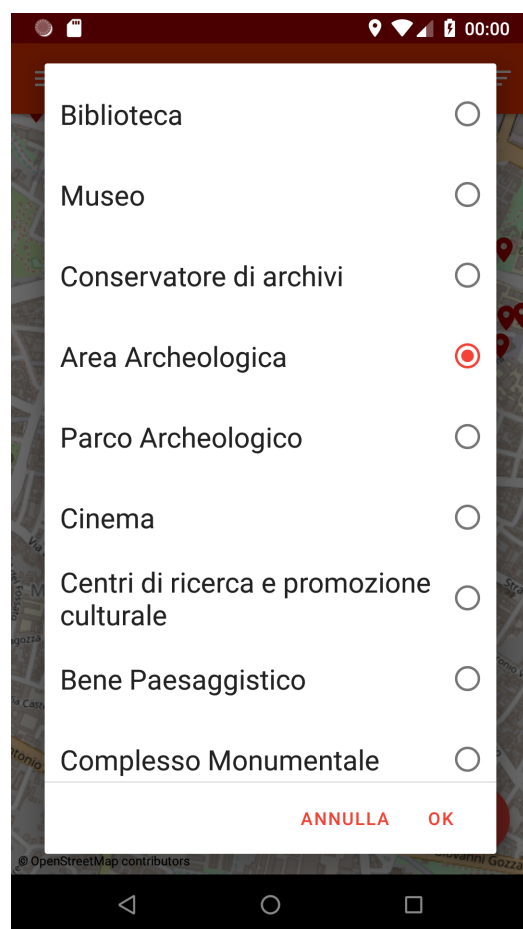 00:00
Biblioteca
Museo
Conservatore di archivi
Area Archeologica
Parco Archeologico
Cinema
Centri di ricerca e promozione
culturale
Bene Paesaggistico
Complesso Monumentale
ANNULLA OK
© OpenStreetMap contributors